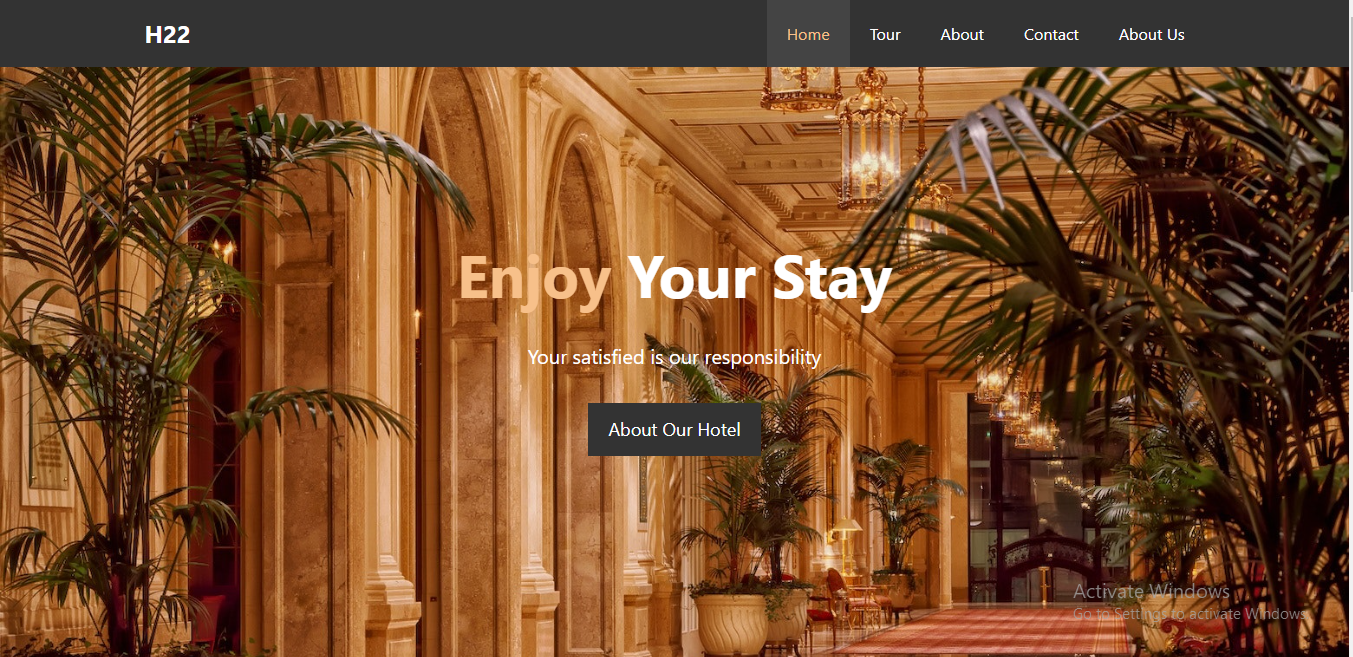 H22
Home
Tour
About
Contact
About Us
Enjoy Your Stay
Your satisfied is our responsibility
About Our Hotel
Activate Windows
Go to Settings to activate Windows.